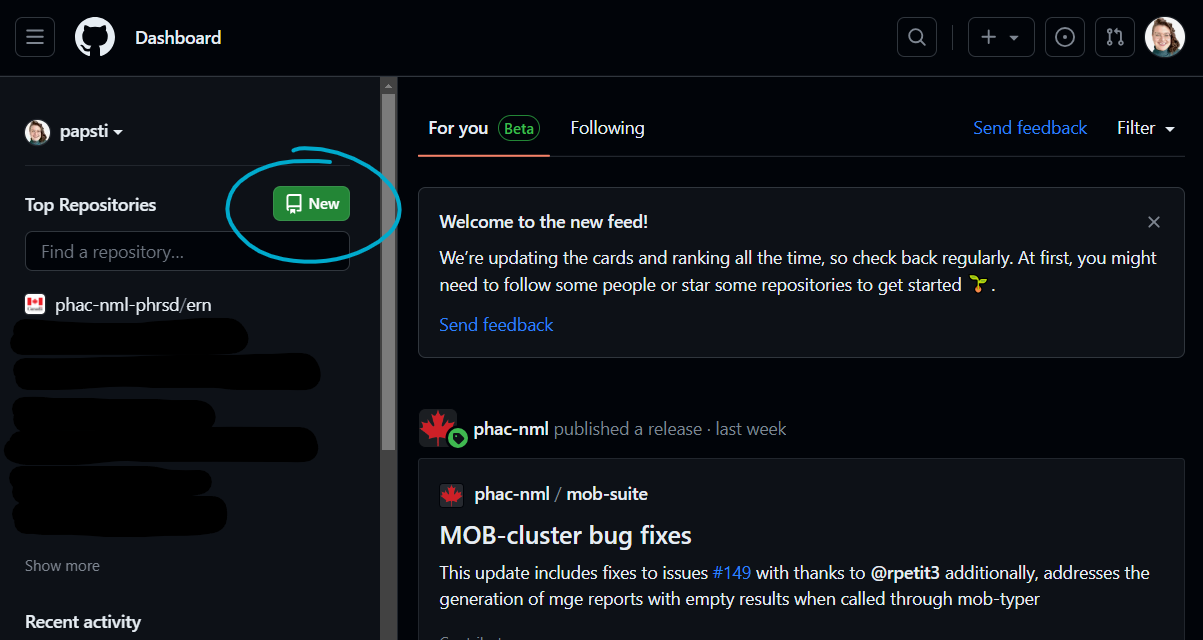 Dashboard
papsti
Top Repositories
New
Find a repository…
phac-nml-phrsd/ern
Show more
Recent activity
For you Beta Following
Send feedback Filter
Welcome to the new feed!
We’re updating the cards and ranking all the time, so check back regularly. At first, you might
need to follow some people or star some repositories to get started 🌱 .
Send feedback
phac-nml published a release · last week
phac-nml / mob-suite
MOB-cluster bug fixes
This update includes fixes to issues #149 with thanks to @rpetit3 additionally, addresses the
generation of mge reports with empty results when called through mob-typer